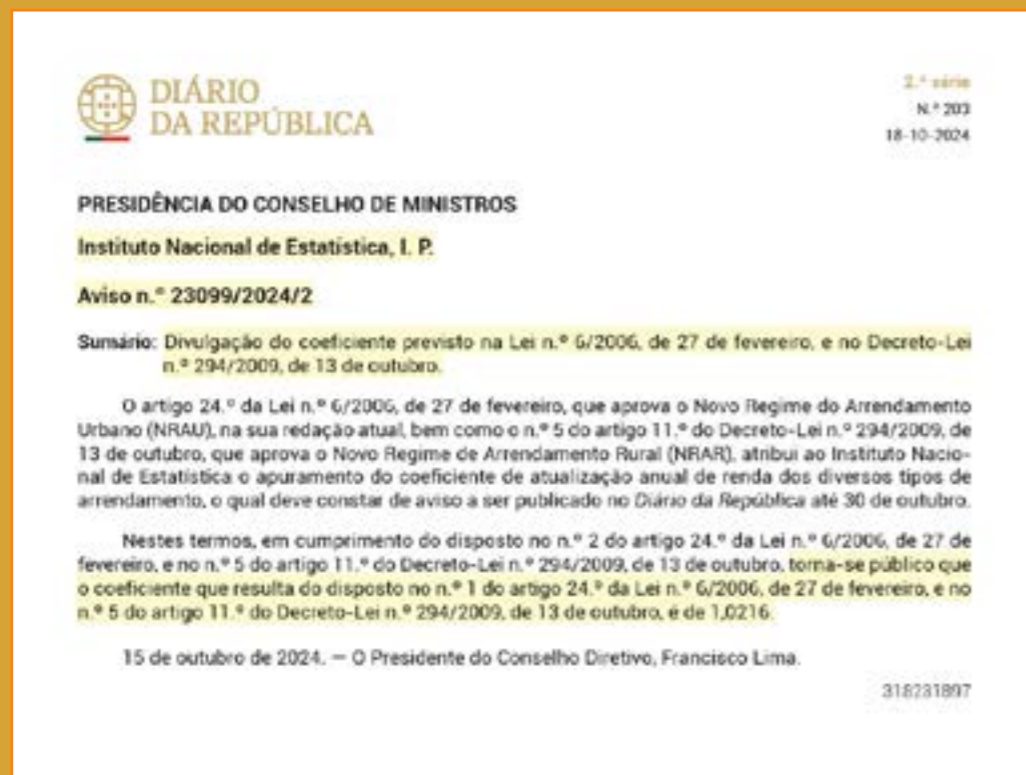 DIÁRIO
DA REPÚBLICA
2.ª série
N.º 203
18-10-2024
PRESIDÊNCIA DO CONSELHO DE MINISTROS
Instituto Nacional de Estatística, I. P.
Aviso n.º 23099/2024/2
Sumário: Divulgação do coeficiente previsto na Lei n.º 6/2006, de 27 de fevereiro, e no Decreto-Lei
n.º 294/2009, de 13 de outubro.
O artigo 24.º da Lei n.º 6/2006, de 27 de fevereiro, que aprova o Novo Regime do Arrendamento
Urbano (NRAU), na sua redação atual, bem como o n.º 5 do artigo 11.º do Decreto-Lei n.º 294/2009, de
13 de outubro, que aprova o Novo Regime de Arrendamento Rural (NRAR), atribui ao Instituto Nacio-
nal de Estatística o apuramento do coeficiente de atualização anual de renda dos diversos tipos de
arrendamento, o qual deve constar de aviso a ser publicado no Diário da República até 30 de outubro.
Nestes termos, em cumprimento do disposto no n.º 2 do artigo 24.º da Lei n.º 6/2006, de 27 de
fevereiro, e no n.º 5 do artigo 11.º do Decreto-Lei n.º 294/2009, de 13 de outubro, torna-se público que
o coeficiente que resulta do disposto no n.º 1 do artigo 24.º da Lei n.º 6/2006, de 27 de fevereiro, e no
n.º 5 do artigo 11.º do Decreto-Lei n.º 294/2009, de 13 de outubro, é de 1,0216.
15 de outubro de 2024. — O Presidente do Conselho Diretivo, Francisco Lima.
318231897